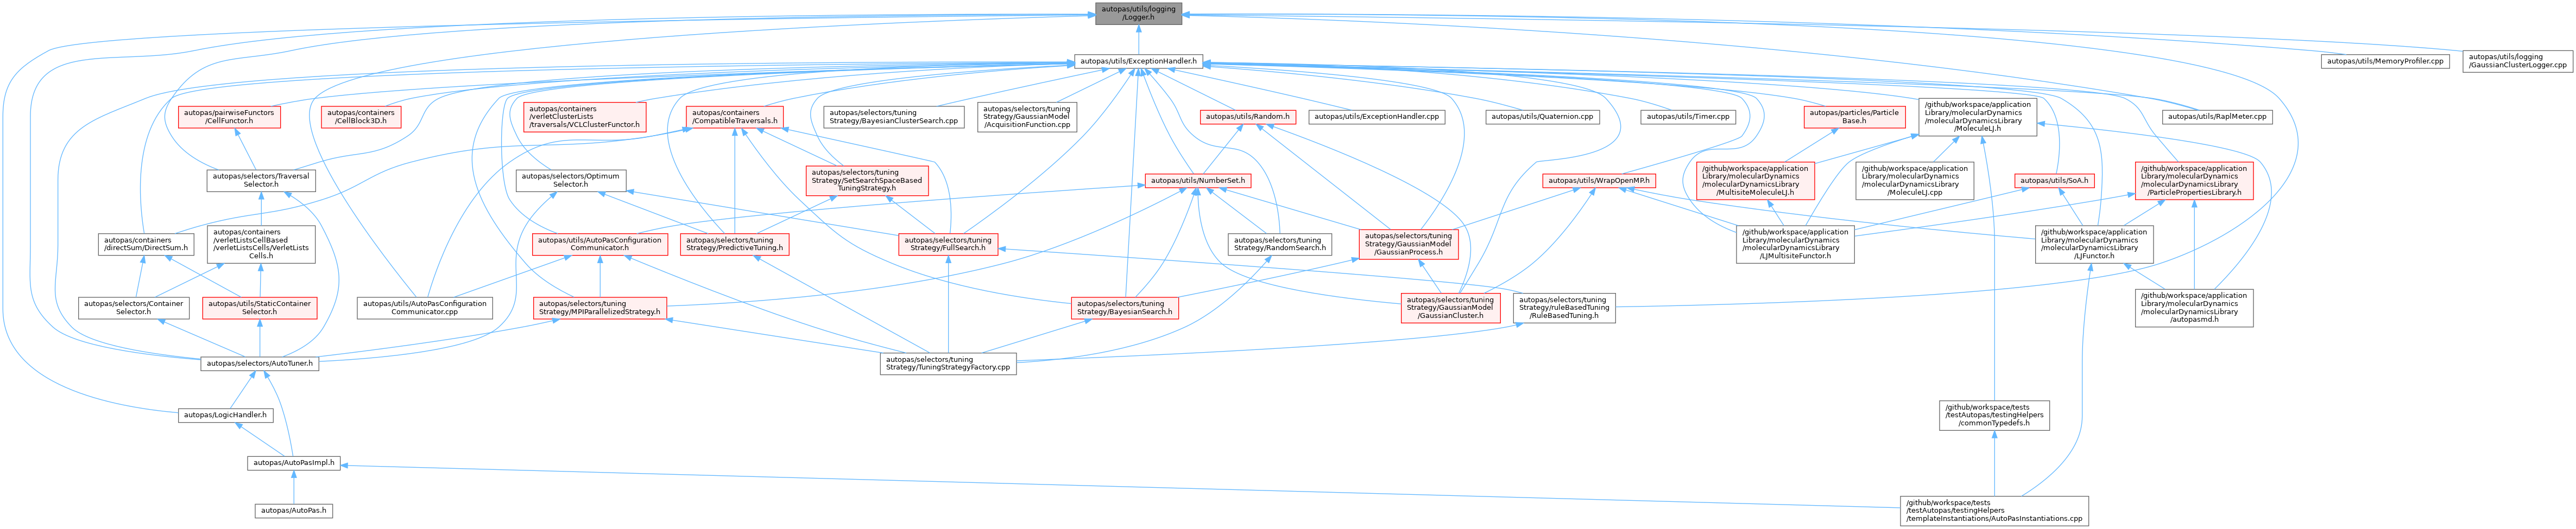 autopas/utils/logging
/Logger.h
autopas/utils/ExceptionHandler.h
autopas/utils/MemoryProfiler.cpp
autopas/utils/logging
/GaussianClusterLogger.cpp
autopas/pairwiseFunctors
/CellFunctor.h
autopas/containers
/CellBlock3D.h
autopas/containers
/verletClusterLists
/traversals/VCLClusterFunctor.h
autopas/containers
/CompatibleTraversals.h
autopas/selectors/tuning
Strategy/BayesianClusterSearch.cpp
autopas/selectors/tuning
Strategy/GaussianModel
/AcquisitionFunction.cpp
autopas/utils/Random.h
autopas/utils/ExceptionHandler.cpp
autopas/utils/Quaternion.cpp
autopas/utils/Timer.cpp
autopas/particles/Particle
Base.h
/github/workspace/application
Library/molecularDynamics
/molecularDynamicsLibrary
/MoleculeLJ.h
autopas/utils/RaplMeter.cpp
autopas/selectors/Traversal
Selector.h
autopas/selectors/Optimum
Selector.h
autopas/selectors/tuning
Strategy/SetSearchSpaceBased
TuningStrategy.h
autopas/utils/NumberSet.h
autopas/utils/WrapOpenMP.h
/github/workspace/application
Library/molecularDynamics
/molecularDynamicsLibrary
/MultisiteMoleculeLJ.h
/github/workspace/application
Library/molecularDynamics
/molecularDynamicsLibrary
/MoleculeLJ.cpp
autopas/utils/SoA.h
/github/workspace/application
Library/molecularDynamics
/molecularDynamicsLibrary
/ParticlePropertiesLibrary.h
autopas/containers
/directSum/DirectSum.h
autopas/containers
/verletListsCellBased
/verletListsCells/VerletLists
Cells.h
autopas/utils/AutoPasConfiguration
Communicator.h
autopas/selectors/tuning
Strategy/PredictiveTuning.h
autopas/selectors/tuning
Strategy/FullSearch.h
autopas/selectors/tuning
Strategy/RandomSearch.h
autopas/selectors/tuning
Strategy/GaussianModel
/GaussianProcess.h
/github/workspace/application
Library/molecularDynamics
/molecularDynamicsLibrary
/LJMultisiteFunctor.h
/github/workspace/application
Library/molecularDynamics
/molecularDynamicsLibrary
/LJFunctor.h
autopas/selectors/Container
Selector.h
autopas/utils/StaticContainer
Selector.h
autopas/utils/AutoPasConfiguration
Communicator.cpp
autopas/selectors/tuning
Strategy/MPIParallelizedStrategy.h
autopas/selectors/tuning
Strategy/BayesianSearch.h
autopas/selectors/tuning
Strategy/GaussianModel
/GaussianCluster.h
autopas/selectors/tuning
Strategy/ruleBasedTuning
/RuleBasedTuning.h
/github/workspace/application
Library/molecularDynamics
/molecularDynamicsLibrary
/autopasmd.h
autopas/selectors/AutoTuner.h
autopas/selectors/tuning
Strategy/TuningStrategyFactory.cpp
autopas/LogicHandler.h
/github/workspace/tests
/testAutopas/testingHelpers
/commonTypedefs.h
autopas/AutoPasImpl.h
autopas/AutoPas.h
/github/workspace/tests
/testAutopas/testingHelpers
/templateInstantiations/AutoPasInstantiations.cpp